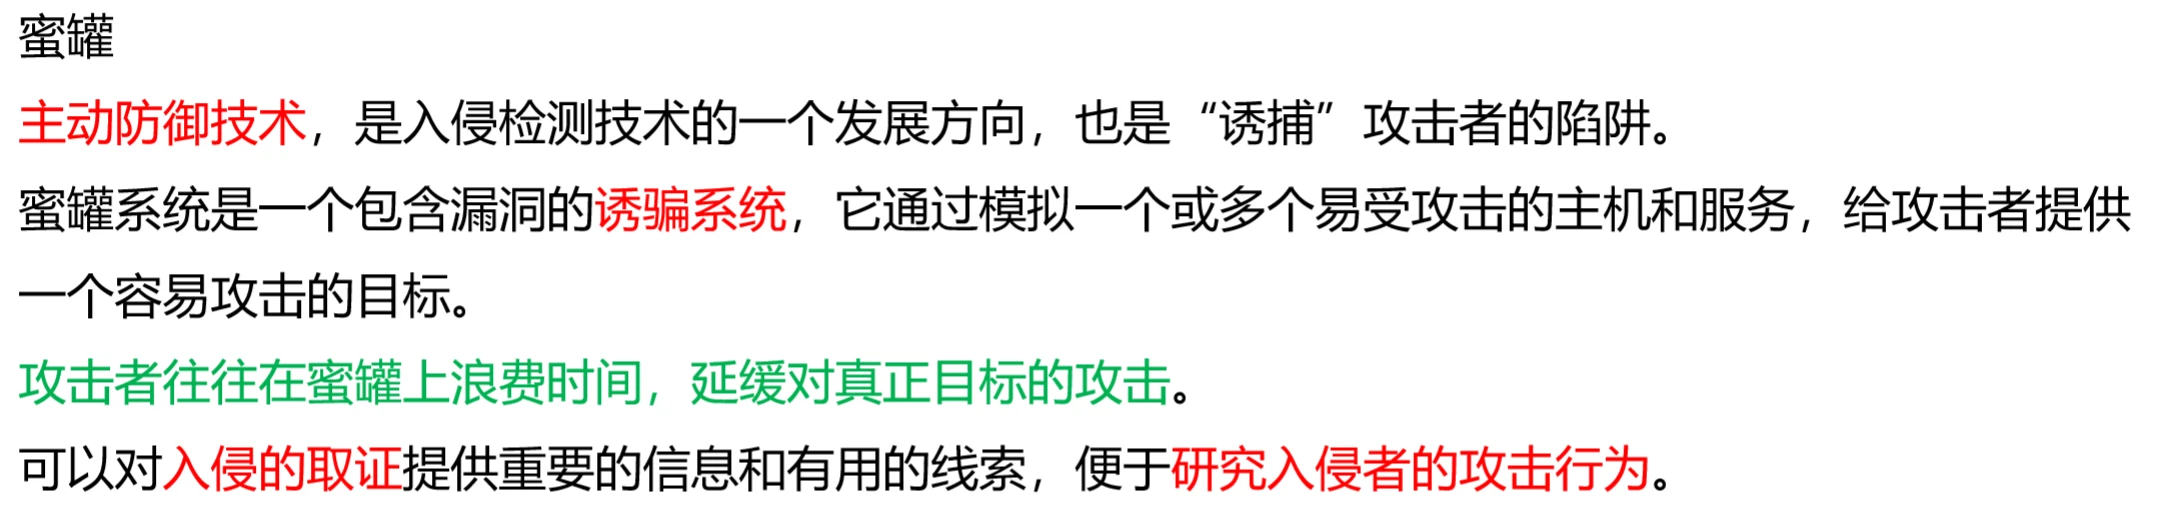 蜜罐
主动防御技术，是入侵检测技术的一个发展方向，也是“诱捕”攻击者的陷阱。
蜜罐系统是一个包含漏洞的诱骗系统，它通过模拟一个或多个易受攻击的主机和服务，给攻击者提供
一个容易攻击的目标。
攻击者往往在蜜罐上浪费时间，延缓对真正目标的攻击。
可以对入侵的取证提供重要的信息和有用的线索，便于研究入侵者的攻击行为。